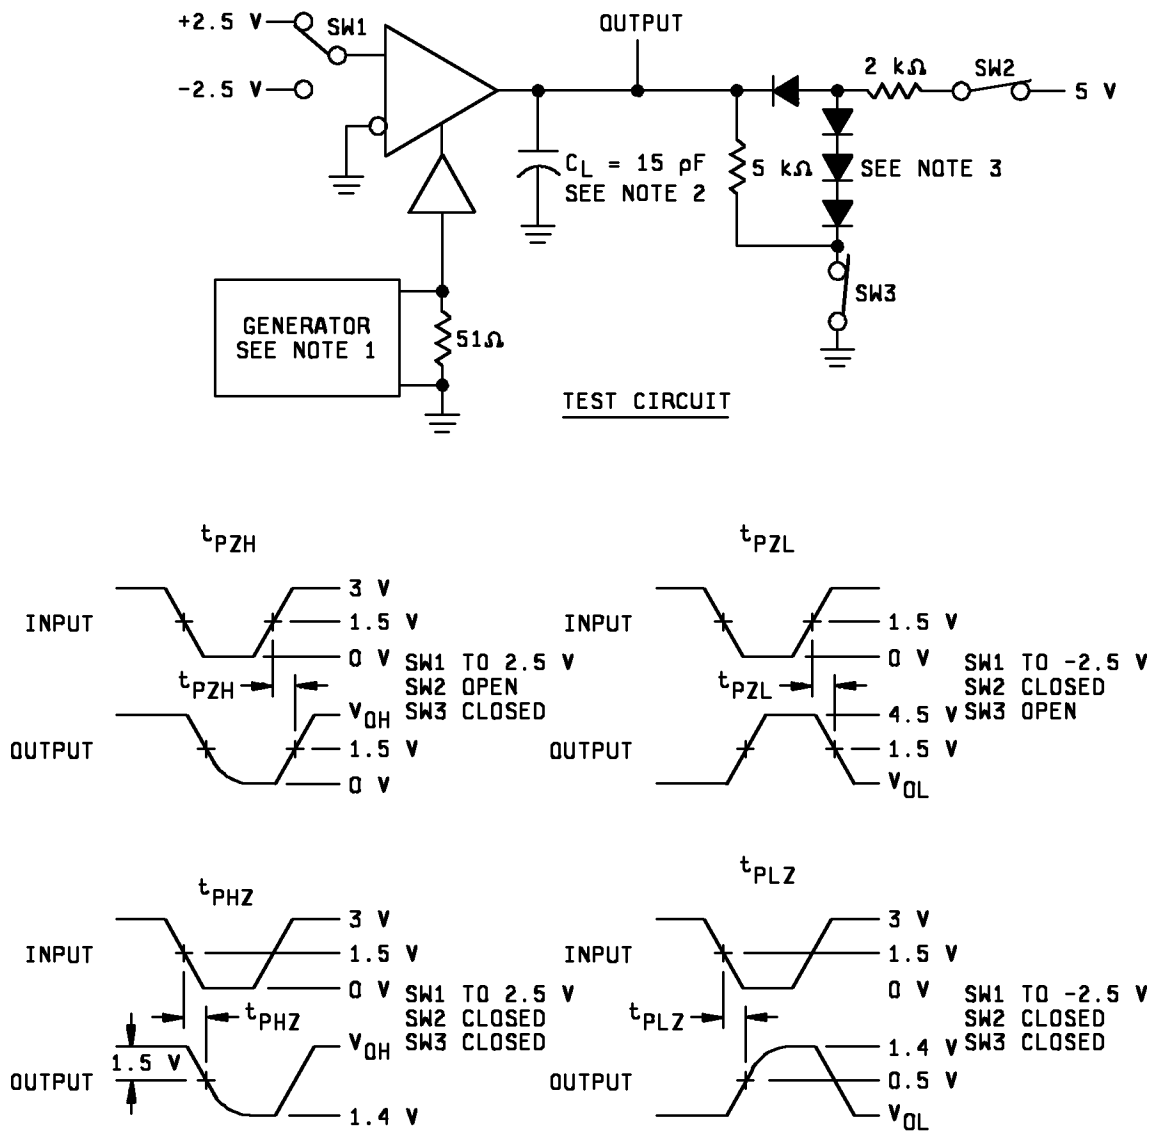 +2.5 V
SW1
OUTPUT
-2.5 V
2 kΩ
SW2
5 V
C_L = 15 pF
SEE NOTE 2
5 kΩ
SEE NOTE 3
GENERATOR
SEE NOTE 1
51Ω
SW3
TEST CIRCUIT
tPZH
INPUT
3 V
1.5 V
0 V
tPZH
SW1 TO 2.5 V
SW2 OPEN
SW3 CLOSED
OUTPUT
VOH
1.5 V
0 V
tPZL
INPUT
1.5 V
0 V
tPZL
SW1 TO -2.5 V
SW2 CLOSED
SW3 OPEN
OUTPUT
4.5 V
1.5 V
VOL
tPHZ
INPUT
3 V
1.5 V
0 V
tPHZ
SW1 TO 2.5 V
SW2 CLOSED
SW3 CLOSED
1.5 V
OUTPUT
VOH
1.4 V
tPLZ
INPUT
3 V
1.5 V
0 V
tPLZ
SW1 TO -2.5 V
SW2 CLOSED
SW3 CLOSED
OUTPUT
1.4 V
0.5 V
VOL